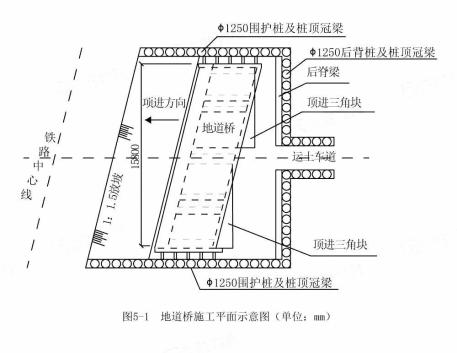 Φ1250围护桩及桩顶冠梁
Φ1250后背桩及桩顶冠梁
后脊梁
顶进方向
顶进三角块
地道桥
铁路中心线
15800
运土车道
1：1.5放坡
顶进三角块
Φ1250围护桩及桩顶冠梁
图5-1 地道桥施工平面示意图（单位：mm）